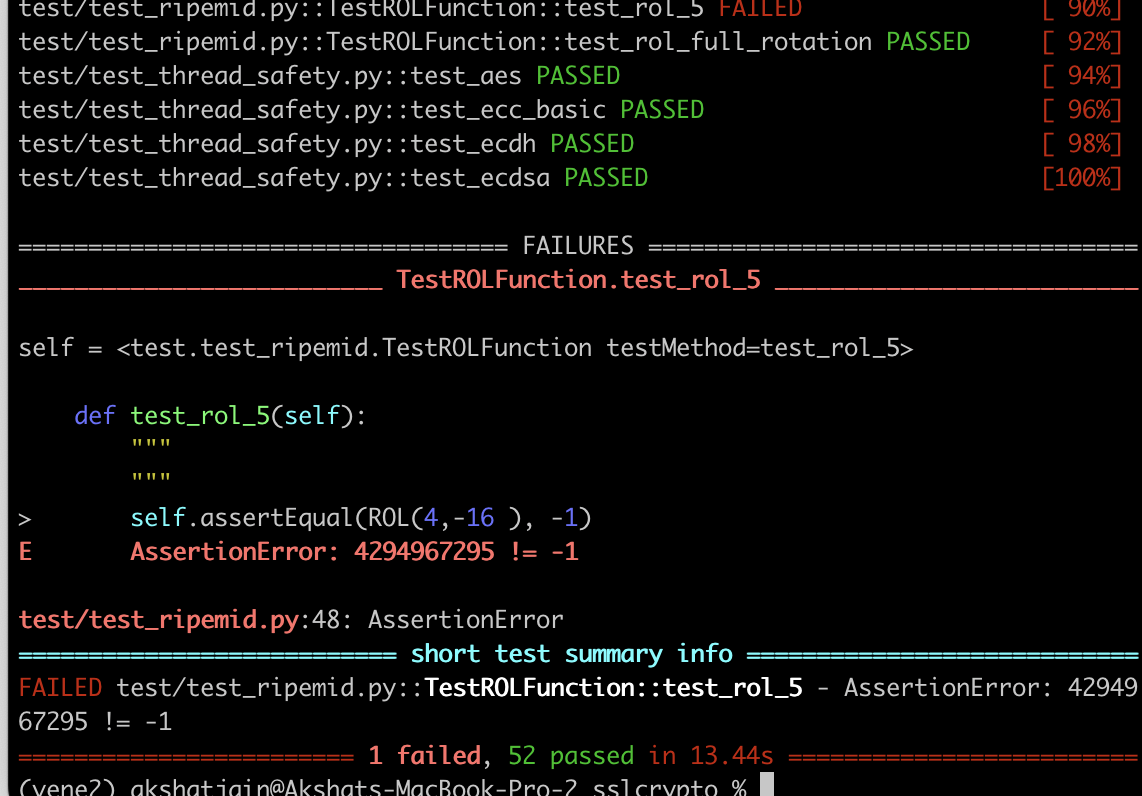 test/test_ripemid.py::TestROLFunction::test_rol_5 FAILED [ 90%]
test/test_ripemid.py::TestROLFunction::test_rol_full_rotation PASSED [ 92%]
test/test_thread_safety.py::test_aes PASSED [ 94%]
test/test_thread_safety.py::test_ecc_basic PASSED [ 96%]
test/test_thread_safety.py::test_ecdh PASSED [ 98%]
test/test_thread_safety.py::test_ecdsa PASSED [100%]
=================================== FAILURES ===================================
__________________________ TestROLFunction.test_rol_5 __________________________
self = <test.test_ripemid.TestROLFunction testMethod=test_rol_5>
def test_rol_5(self):
"""
"""
> self.assertEqual(ROL(4,-16 ), -1)
E AssertionError: 4294967295 != -1
test/test_ripemid.py:48: AssertionError
=========================== short test summary info ============================
FAILED test/test_ripemid.py::TestROLFunction::test_rol_5 - AssertionError: 42949
67295 != -1
======================== 1 failed, 52 passed in 13.44s =========================
(vene2) akshatjain@Akshats-MacBook-Pro-2 sslcrypto %